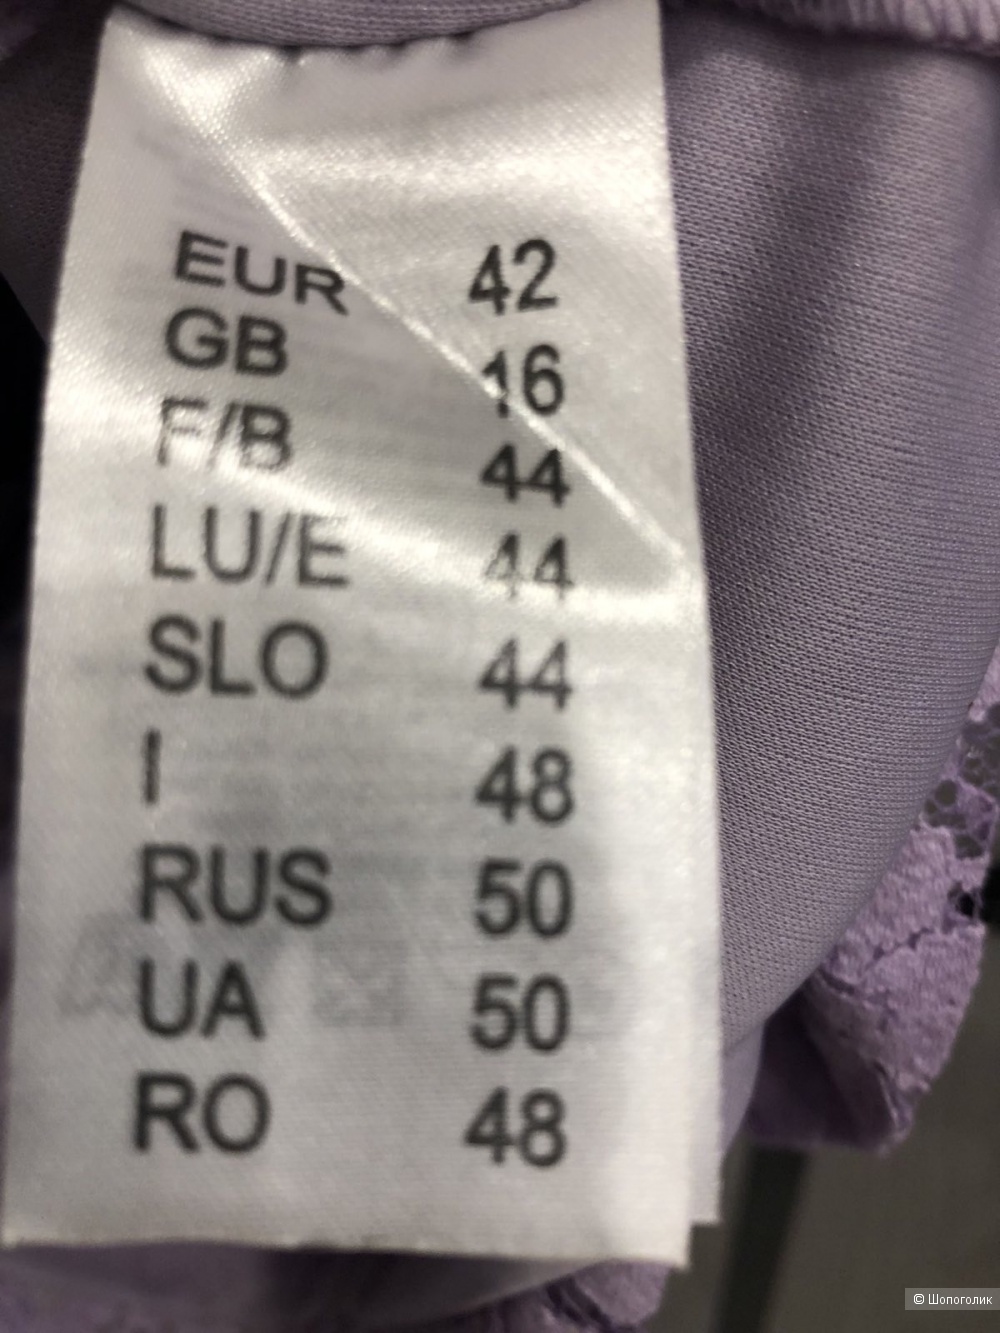 EUR 42
GB 16
F/B 44
LU/E 44
SLO 44
I 48
RUS 50
UA 50
RO 48
© Шопоголик